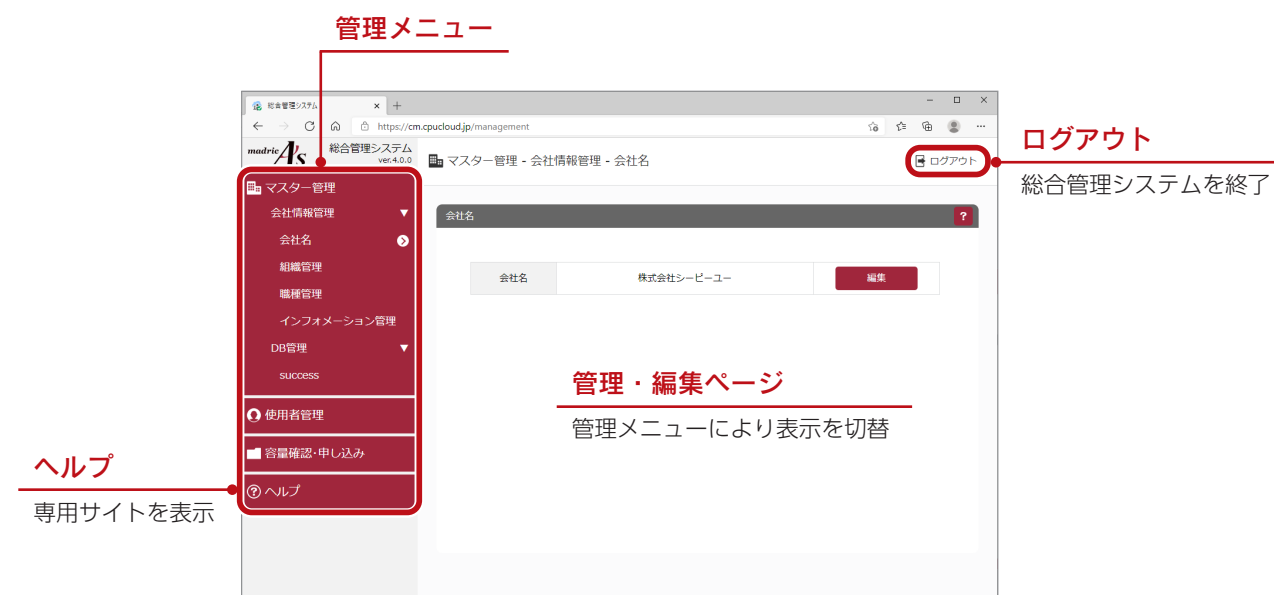 管理メニュー
総合管理システム
https://cm.cpucloud.jp/management
madric A's
総合管理システム
ver.4.0.0
マスター管理 - 会社情報管理 - 会社名
ログアウト
ログアウト
総合管理システムを終了
マスター管理
会社情報管理
会社名
組織管理
職種管理
インフォメーション管理
DB管理
success
使用者管理
容量確認・申し込み
ヘルプ
会社名
?
会社名
株式会社シーピーユー
編集
管理・編集ページ
管理メニューにより表示を切替
ヘルプ
専用サイトを表示